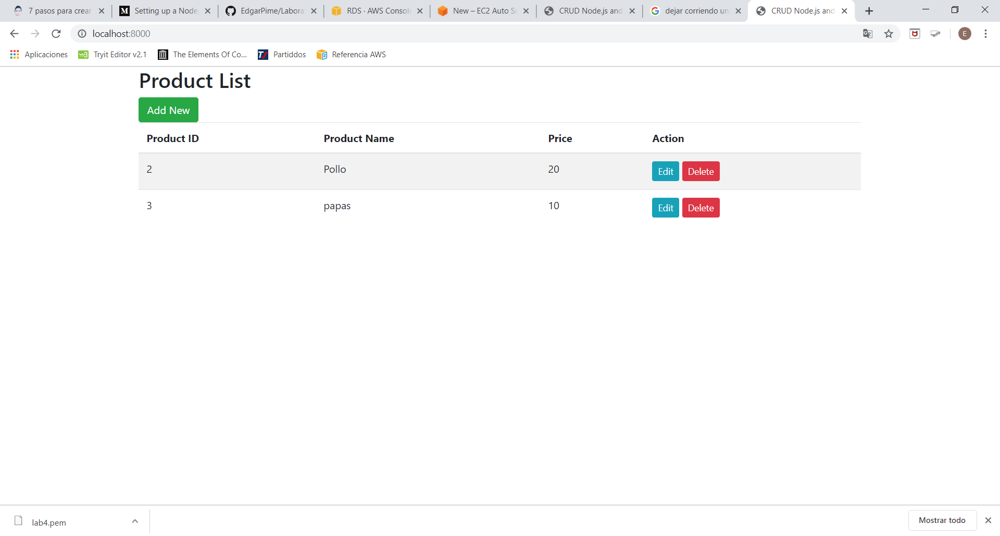 7 pasos para crear
Setting up a Node
EdgarPime/Labora
RDS · AWS Console
New – EC2 Auto Sc
CRUD Node.js and
dejar corriendo un
CRUD Node.js and
localhost:8000
E
Aplicaciones
Tryit Editor v2.1
The Elements Of Co...
Partiddos
Referencia AWS
Product List
Add New
Product ID Product Name Price Action
2 Pollo 20 Edit Delete
3 papas 10 Edit Delete
lab4.pem
Mostrar todo